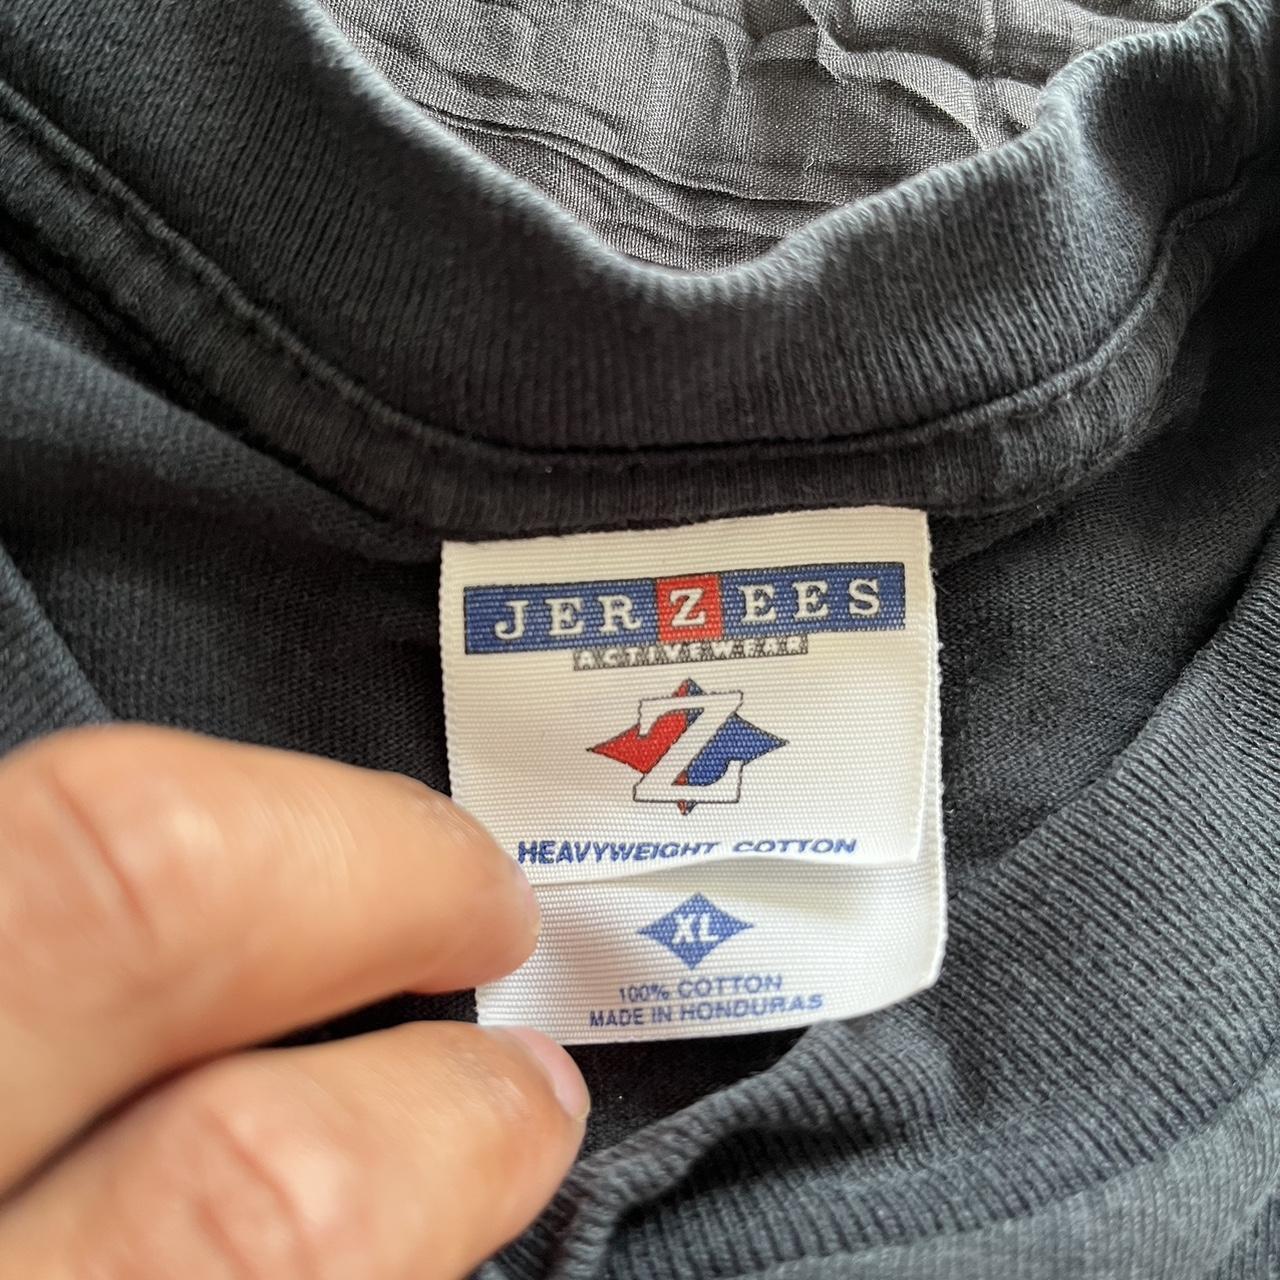 JERZEES
ACTIVEWEAR
Z
HEAVYWEIGHT COTTON
XL
100% COTTON
MADE IN HONDURAS